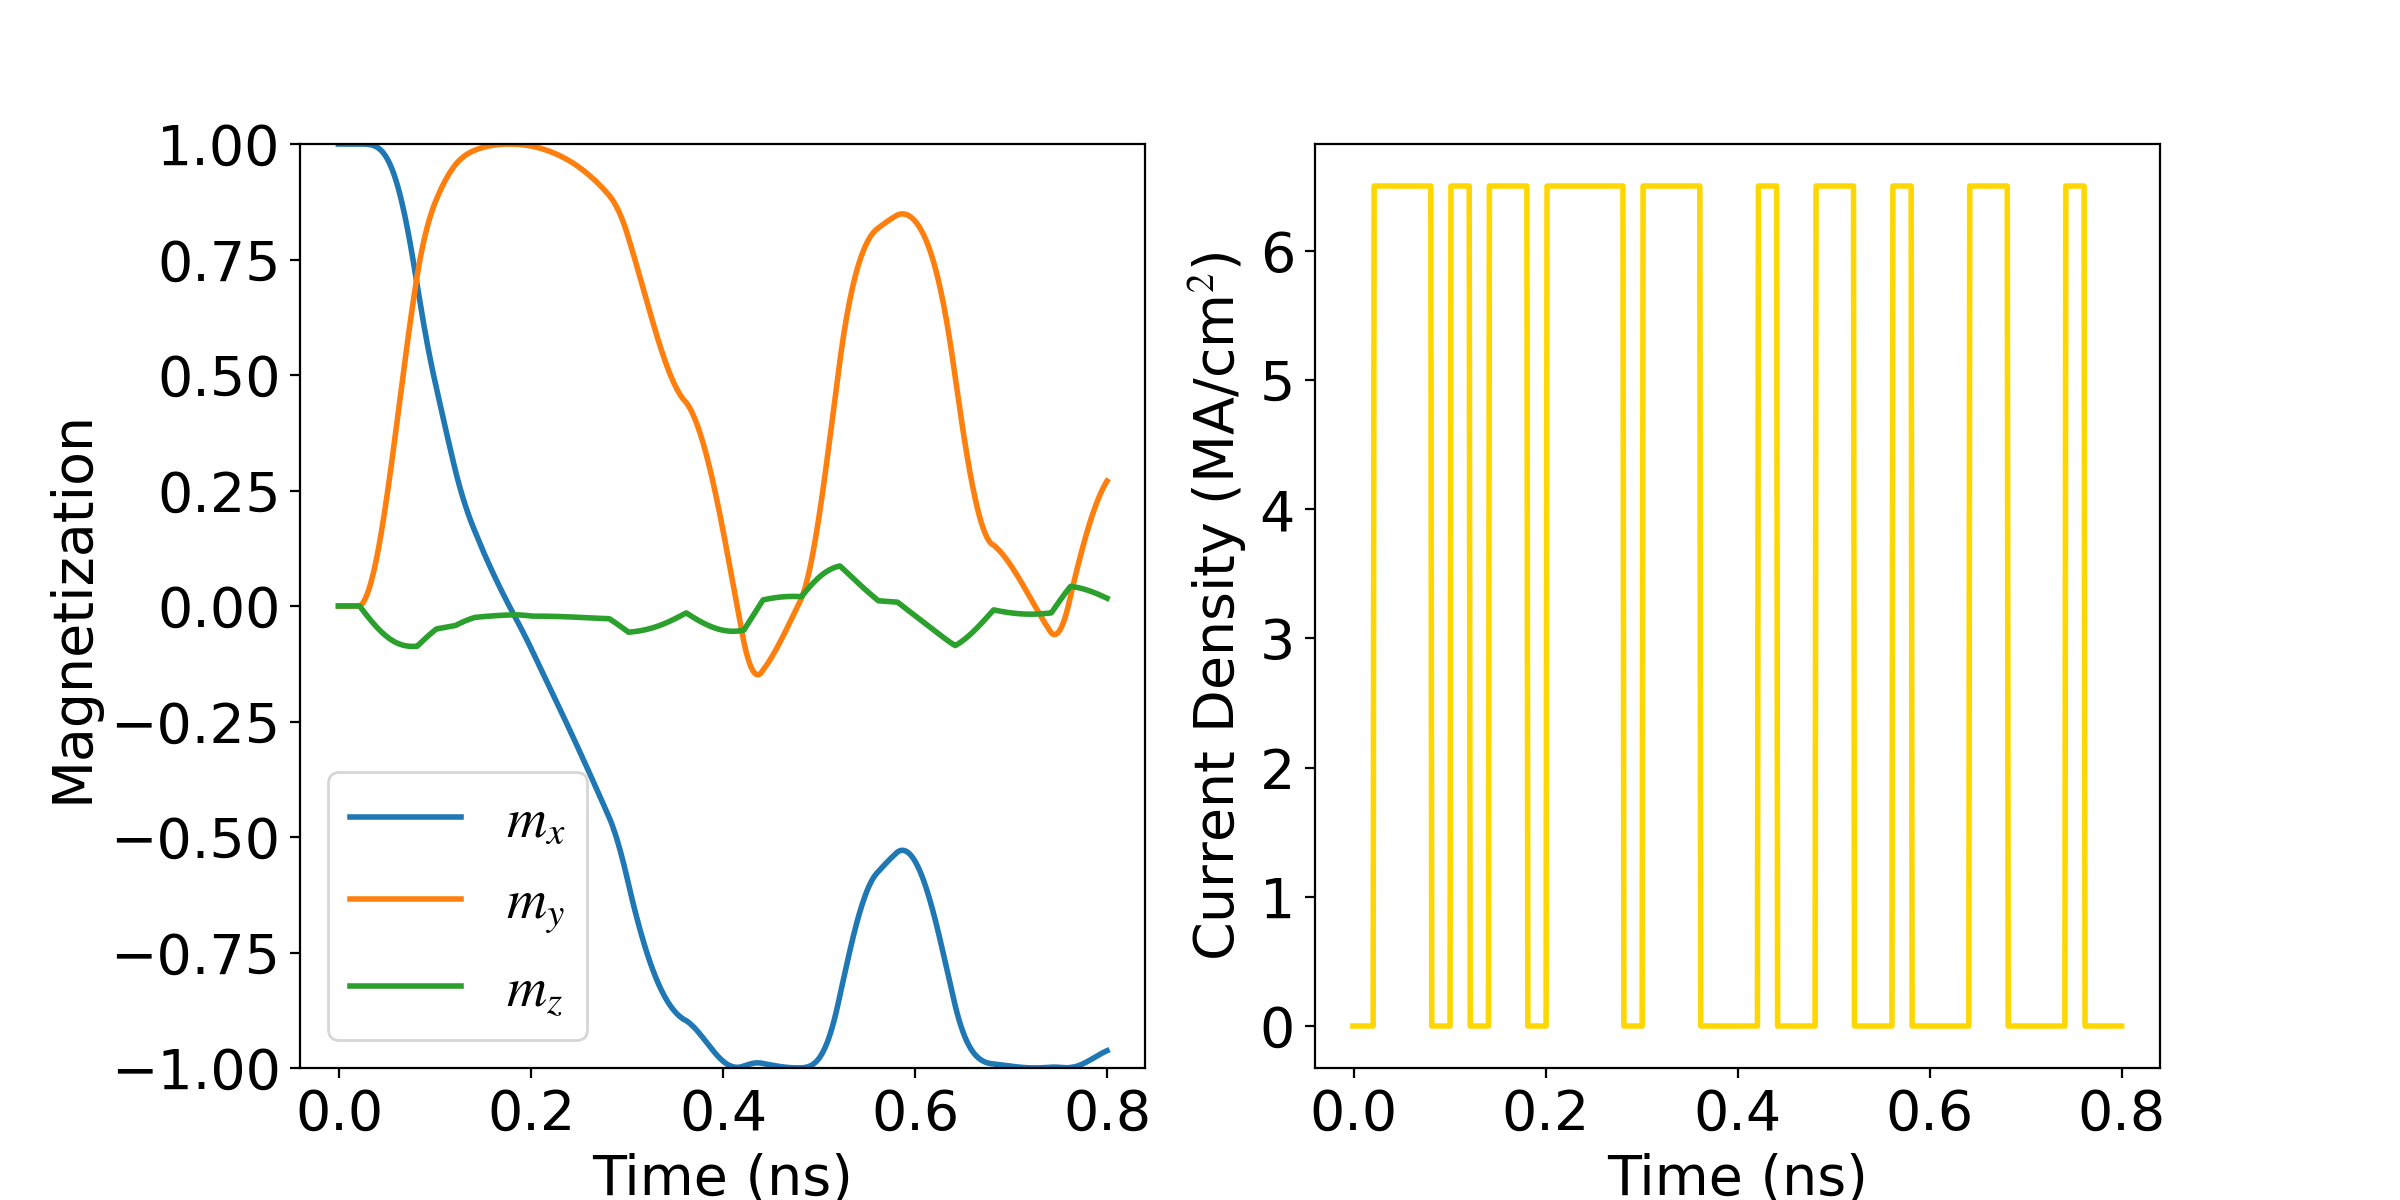 1.00
0.75
0.50
0.25
0.00
−0.25
−0.50
−0.75
−1.00
Magnetization
m_x
m_y
m_z
0.0 0.2 0.4 0.6 0.8
Time (ns)
6
5
4
3
2
1
0
Current Density (MA/cm²)
0.0 0.2 0.4 0.6 0.8
Time (ns)